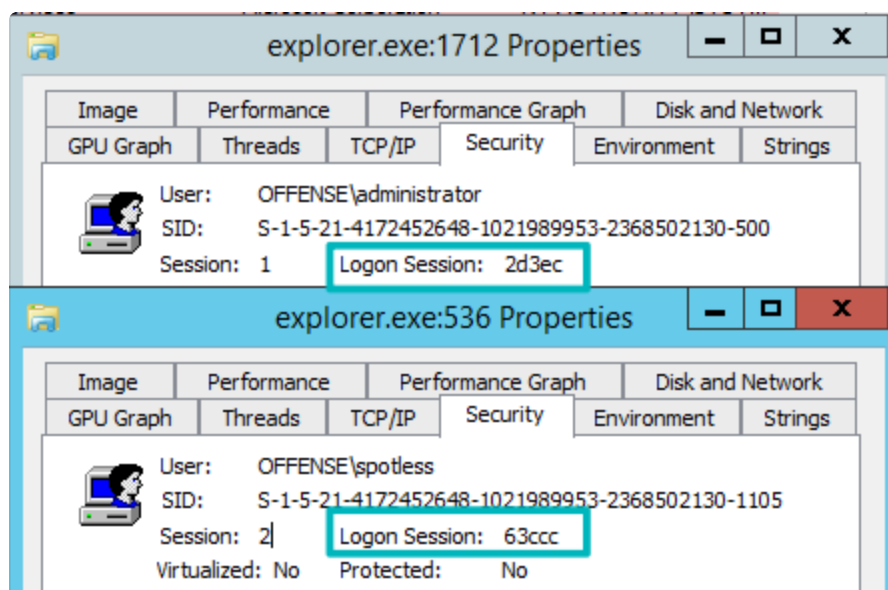 explorer.exe:1712 Properties
Image Performance Performance Graph Disk and Network
GPU Graph Threads TCP/IP Security Environment Strings
User: OFFENSE\administrator
SID: S-1-5-21-4172452648-1021989953-2368502130-500
Session: 1 Logon Session: 2d3ec
explorer.exe:536 Properties
Image Performance Performance Graph Disk and Network
GPU Graph Threads TCP/IP Security Environment Strings
User: OFFENSE\spotless
SID: S-1-5-21-4172452648-1021989953-2368502130-1105
Session: 2 Logon Session: 63ccc
Virtualized: No Protected: No